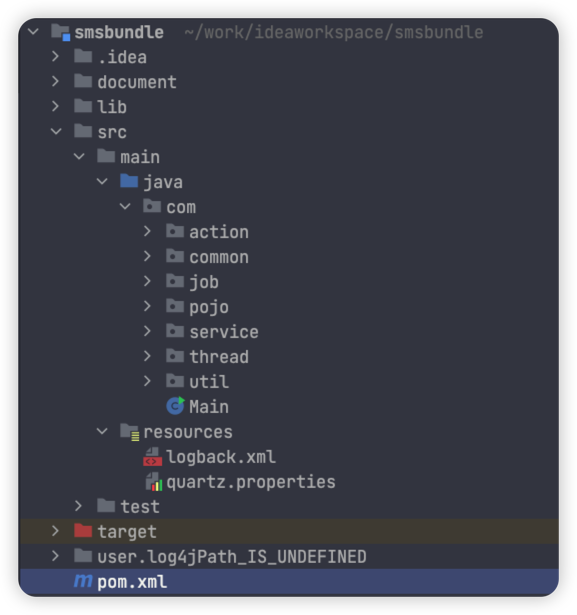 smsbundle ~/work/ideaworkspace/smsbundle
.idea
document
lib
src
main
java
com
action
common
job
pojo
service
thread
util
Main
resources
logback.xml
quartz.properties
test
target
user.log4jPath_IS_UNDEFINED
pom.xml